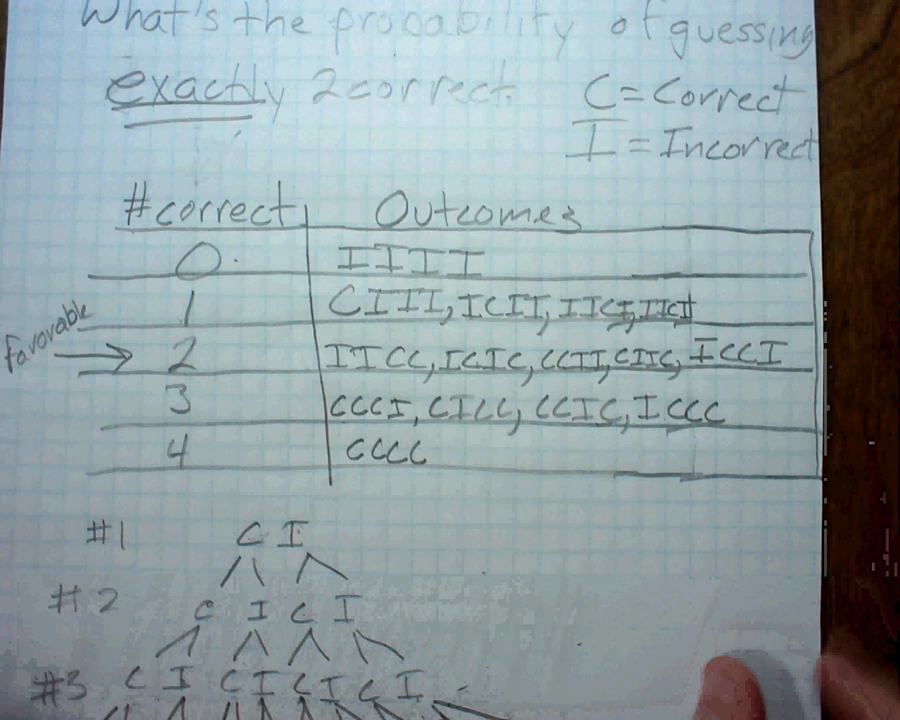 What's the probability of guessing
exactly 2 correct.
C = Correct
I = Incorrect
#correct Outcomes
0 IIII
1 CIII, ICII, IICI, IICI
favorable
2 IICC, ICIC, CCII, CIIC, ICCI
3 CCCI, CICC, CCIC, ICCC
4 CCCC
#1 C I
#2 C I C I
#3 C I C I C I C I